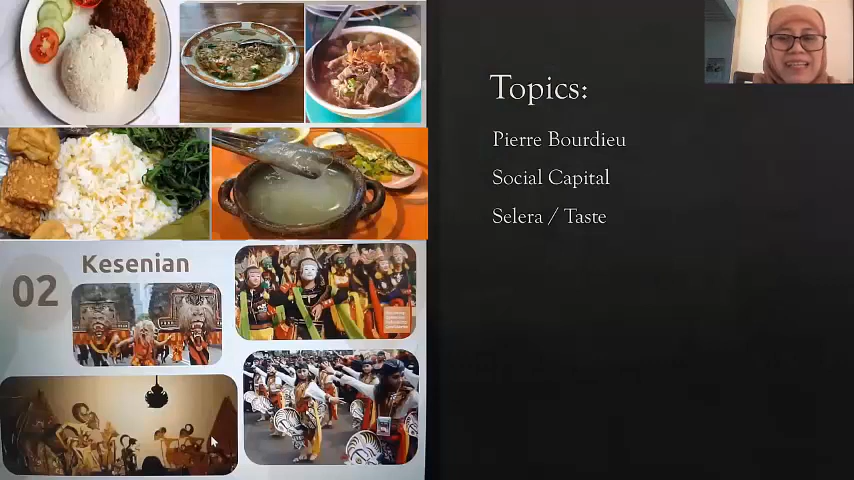 Topics:
Pierre Bourdieu
Social Capital
Selera / Taste
02
Kesenian